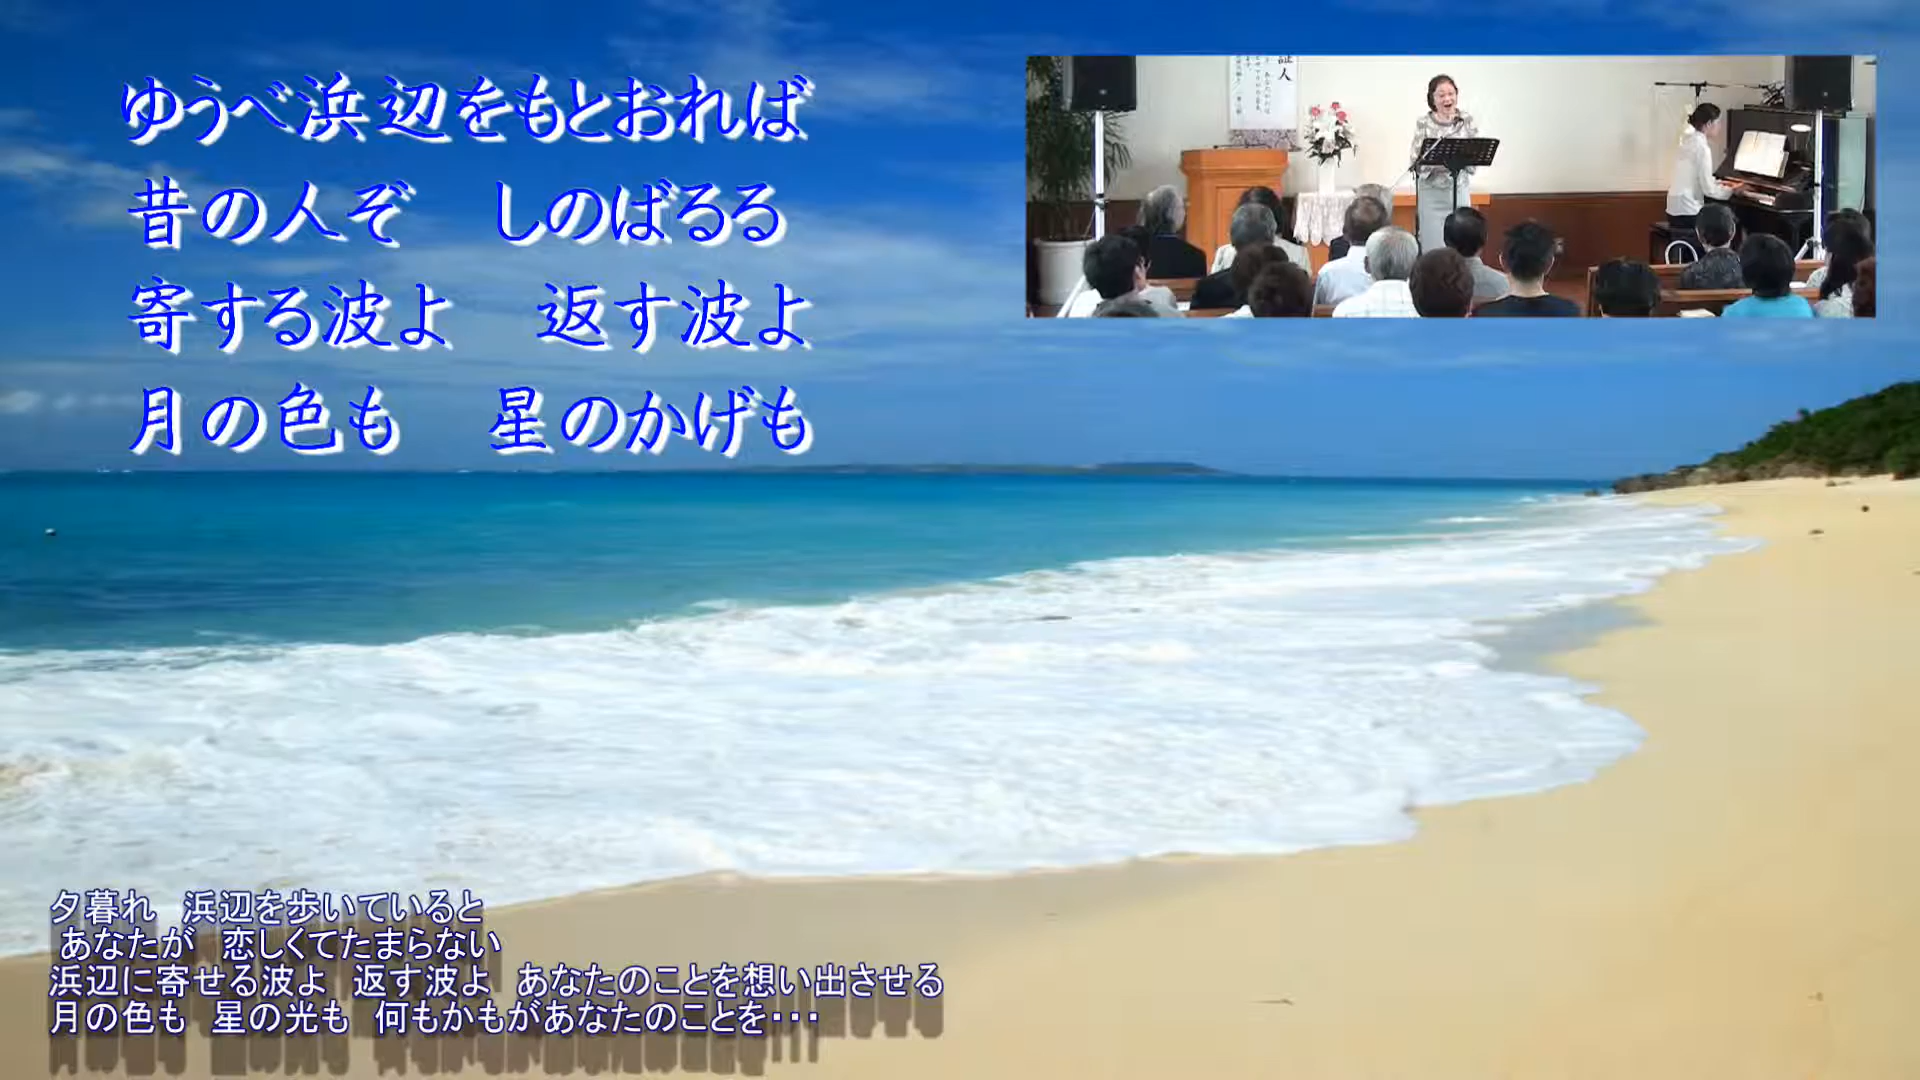 ゆうべ浜辺をもとおれば
昔の人ぞ　しのばるる
寄する波よ　返す波よ
月の色も　星のかげも
証人
夕暮れ　浜辺を歩いていると
あなたが　恋しくてたまらない
浜辺に寄せる波よ　返す波よ　あなたのことを想い出させる
月の色も　星の光も　何もかもがあなたのことを・・・